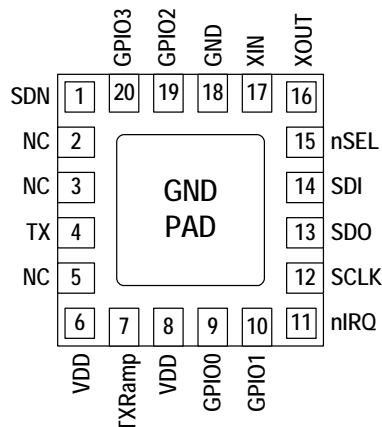 GPIO3 GPIO2 GND XIN XOUT
SDN 1 20 19 18 17 16
NC 2 15 nSEL
NC 3 14 SDI
GND
PAD
TX 4 13 SDO
NC 5 12 SCLK
6 7 8 9 10 11 nIRQ
VDD TXRamp VDD GPIO0 GPIO1